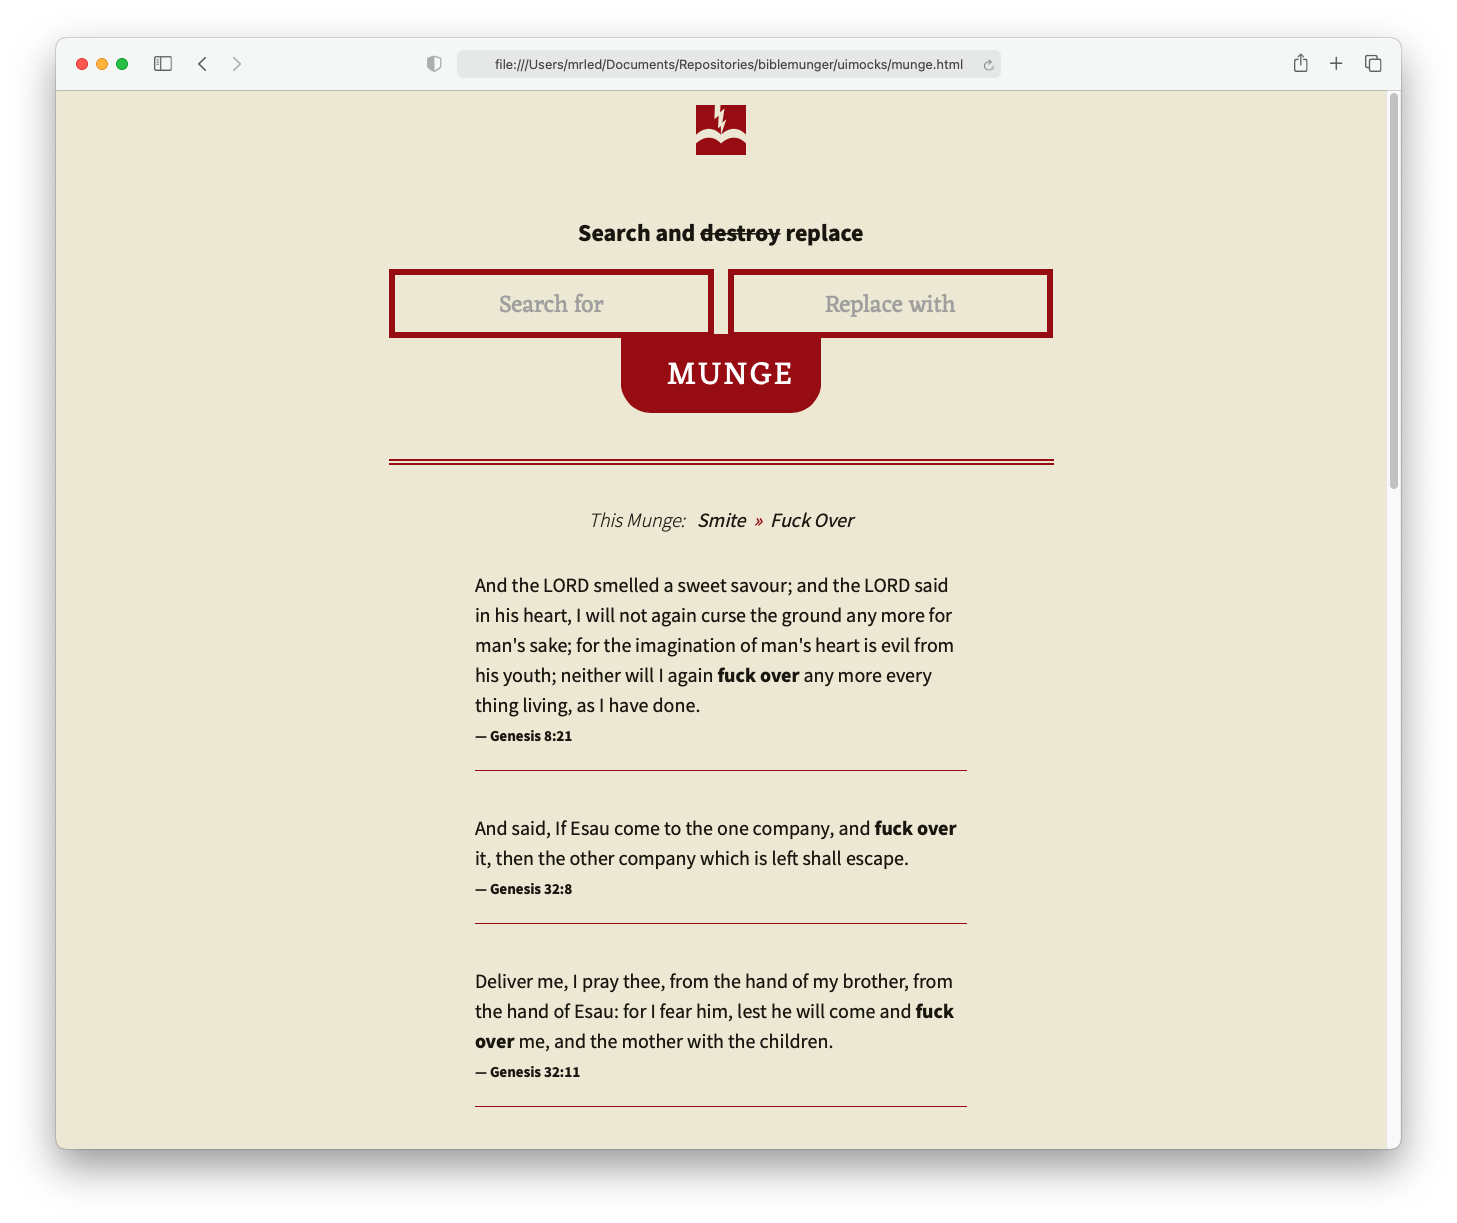 file:///Users/mrled/Documents/Repositories/biblemunger/uimocks/munge.html
Search and destroy replace
Search for
Replace with
MUNGE
This Munge: Smite » Fuck Over
And the LORD smelled a sweet savour; and the LORD said
in his heart, I will not again curse the ground any more for
man's sake; for the imagination of man's heart is evil from
his youth; neither will I again fuck over any more every
thing living, as I have done.
— Genesis 8:21
And said, If Esau come to the one company, and fuck over
it, then the other company which is left shall escape.
— Genesis 32:8
Deliver me, I pray thee, from the hand of my brother, from
the hand of Esau: for I fear him, lest he will come and fuck
over me, and the mother with the children.
— Genesis 32:11